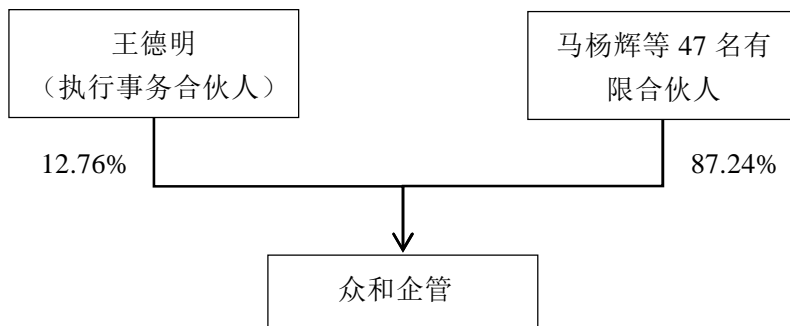 王德明
（执行事务合伙人）
马杨辉等 47 名有
限合伙人
12.76%
87.24%
众和企管